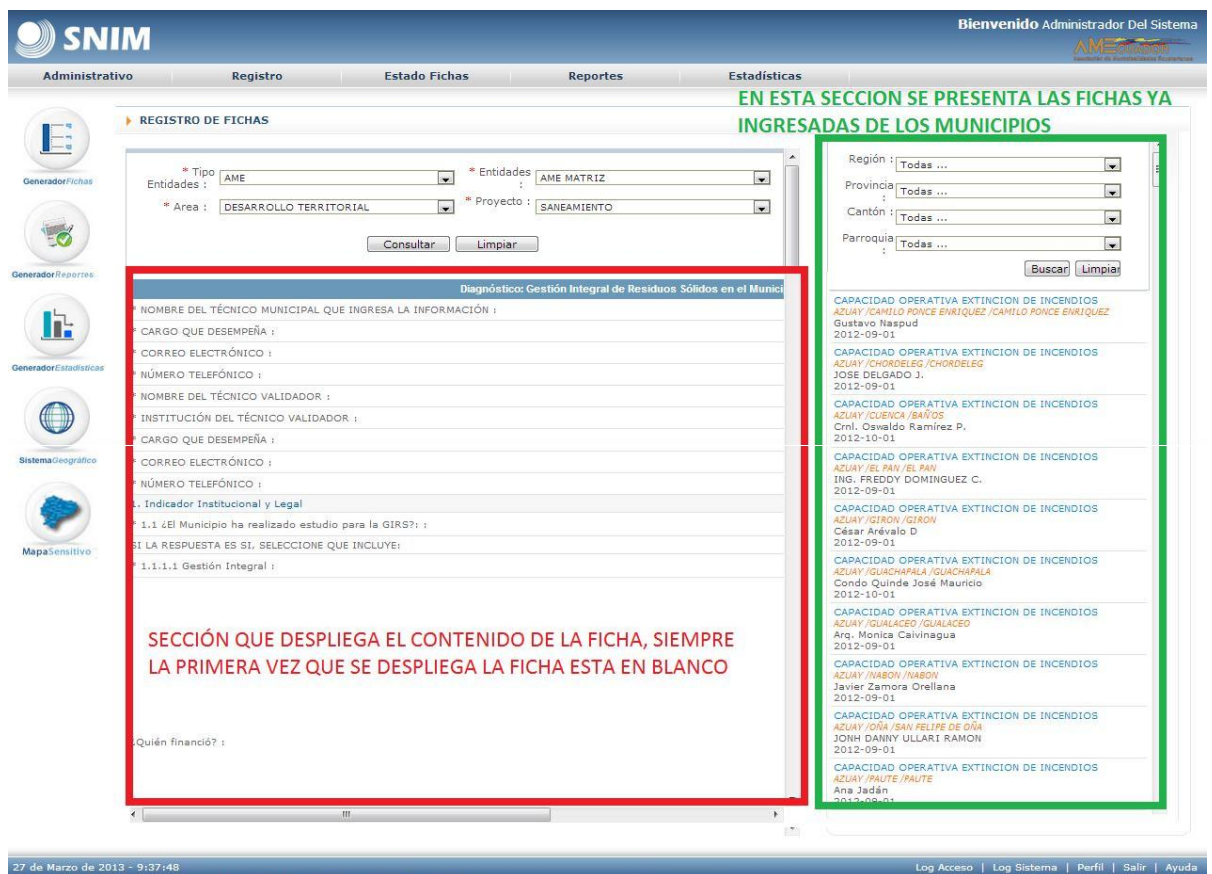 SNIM
Bienvenido Administrador Del Sistema
AME ECUADOR
Administrativo Registro Estado Fichas Reportes Estadísticas
EN ESTA SECCION SE PRESENTA LAS FICHAS YA
INGRESADAS DE LOS MUNICIPIOS
GeneradorFichas
GeneradorReportes
GeneradorEstadísticas
SistemaGeográfico
MapaSensitivo
REGISTRO DE FICHAS
* Tipo Entidades : AME
* Entidades : AME MATRIZ
* Area : DESARROLLO TERRITORIAL
* Proyecto : SANEAMIENTO
Consultar Limpiar
Diagnóstico: Gestión Integral de Residuos Sólidos en el Munici
* NOMBRE DEL TÉCNICO MUNICIPAL QUE INGRESA LA INFORMACIÓN :
* CARGO QUE DESEMPEÑA :
* CORREO ELECTRÓNICO :
* NÚMERO TELEFÓNICO :
* NOMBRE DEL TÉCNICO VALIDADOR :
* INSTITUCIÓN DEL TÉCNICO VALIDADOR :
* CARGO QUE DESEMPEÑA :
* CORREO ELECTRÓNICO :
* NÚMERO TELEFÓNICO :
1. Indicador Institucional y Legal
* 1.1 ¿El Municipio ha realizado estudio para la GIRS?: :
SI LA RESPUESTA ES SI, SELECCIONE QUE INCLUYE:
* 1.1.1.1 Gestión Integral :
SECCIÓN QUE DESPLIEGA EL CONTENIDO DE LA FICHA, SIEMPRE
LA PRIMERA VEZ QUE SE DESPLIEGA LA FICHA ESTA EN BLANCO
¿Quién financió? :
Región : Todas ...
Provincia : Todas ...
Cantón : Todas ...
Parroquia : Todas ...
Buscar Limpiar
CAPACIDAD OPERATIVA EXTINCION DE INCENDIOS
AZUAY /CAMILO PONCE ENRIQUEZ /CAMILO PONCE ENRIQUEZ
Gustavo Naspud
2012-09-01
CAPACIDAD OPERATIVA EXTINCION DE INCENDIOS
AZUAY /CHORDELEG /CHORDELEG
JOSE DELGADO J.
2012-09-01
CAPACIDAD OPERATIVA EXTINCION DE INCENDIOS
AZUAY /CUENCA /BAÑOS
Crnl. Oswaldo Ramírez P.
2012-10-01
CAPACIDAD OPERATIVA EXTINCION DE INCENDIOS
AZUAY /EL PAN /EL PAN
ING. FREDDY DOMINGUEZ C.
2012-09-01
CAPACIDAD OPERATIVA EXTINCION DE INCENDIOS
AZUAY /GIRON /GIRON
César Arévalo D
2012-09-01
CAPACIDAD OPERATIVA EXTINCION DE INCENDIOS
AZUAY /GUACHAPALA /GUACHAPALA
Condo Quinde José Mauricio
2012-10-01
CAPACIDAD OPERATIVA EXTINCION DE INCENDIOS
AZUAY /GUALACEO /GUALACEO
Arq. Monica Caivinagua
2012-09-01
CAPACIDAD OPERATIVA EXTINCION DE INCENDIOS
AZUAY /NABON /NABON
Javier Zamora Orellana
2012-09-01
CAPACIDAD OPERATIVA EXTINCION DE INCENDIOS
AZUAY /OÑA /SAN FELIPE DE OÑA
JONH DANNY ULLARI RAMON
2012-09-01
CAPACIDAD OPERATIVA EXTINCION DE INCENDIOS
AZUAY /PAUTE /PAUTE
Ana Jadán
2012-09-01
27 de Marzo de 2013 - 9:37:48
Log Acceso | Log Sistema | Perfil | Salir | Ayuda